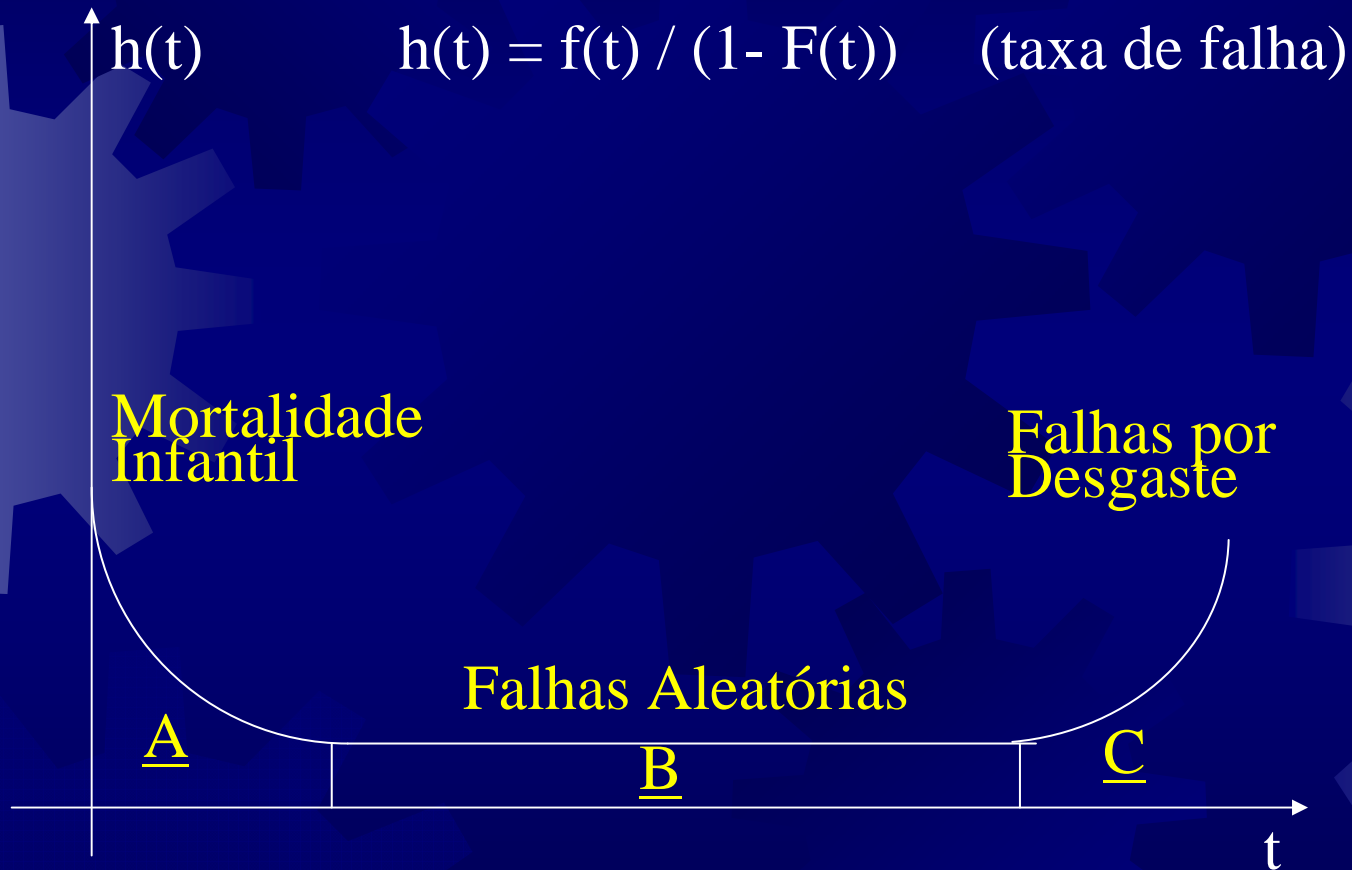 h(t)
h(t) = f(t) / (1- F(t))
(taxa de falha)
Mortalidade
Infantil
Falhas por
Desgaste
Falhas Aleatórias
A
B
C
t